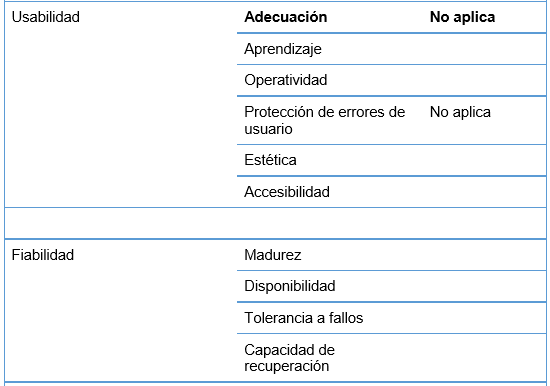 Usabilidad Adecuación No aplica
Aprendizaje
Operatividad
Protección de errores de No aplica
usuario
Estética
Accesibilidad
Fiabilidad Madurez
Disponibilidad
Tolerancia a fallos
Capacidad de
recuperación